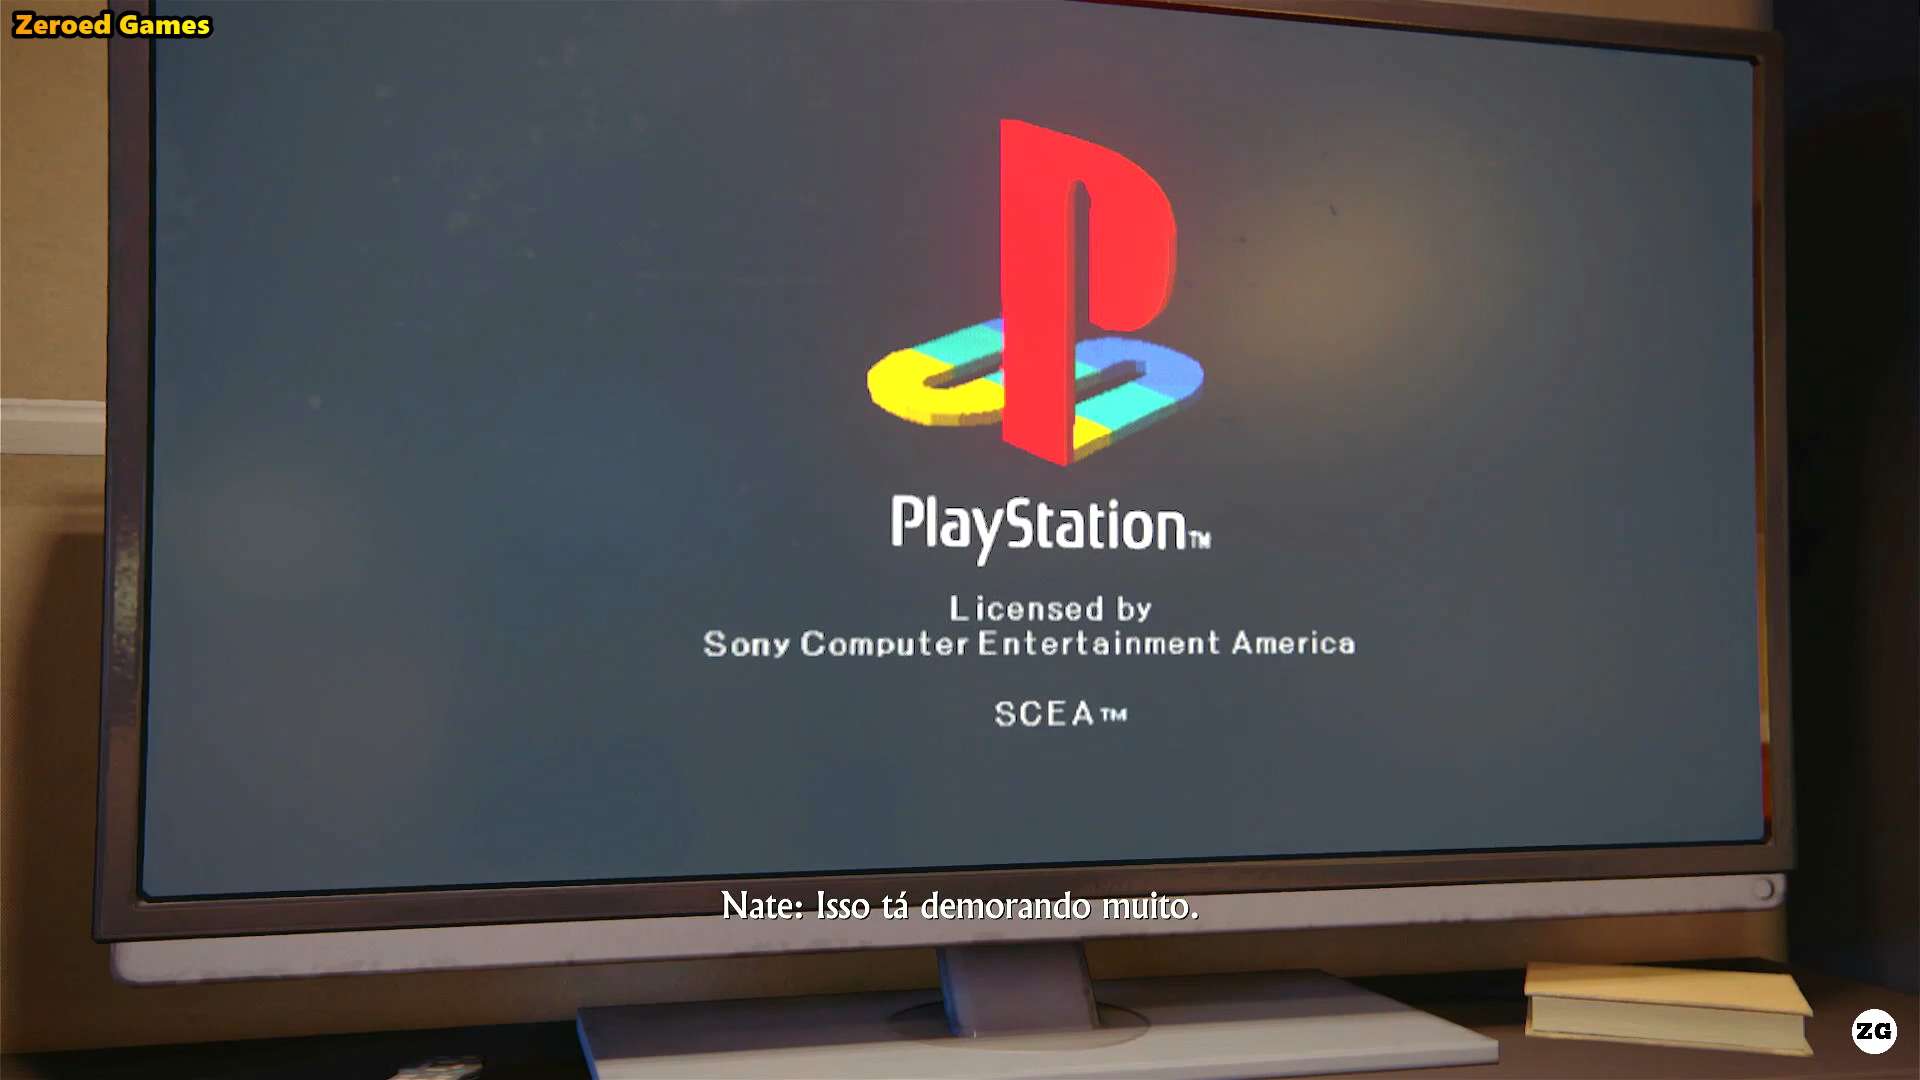 Zeroed Games
PlayStation™
Licensed by
Sony Computer Entertainment America
SCEA™
Nate: Isso tá demorando muito.
ZG